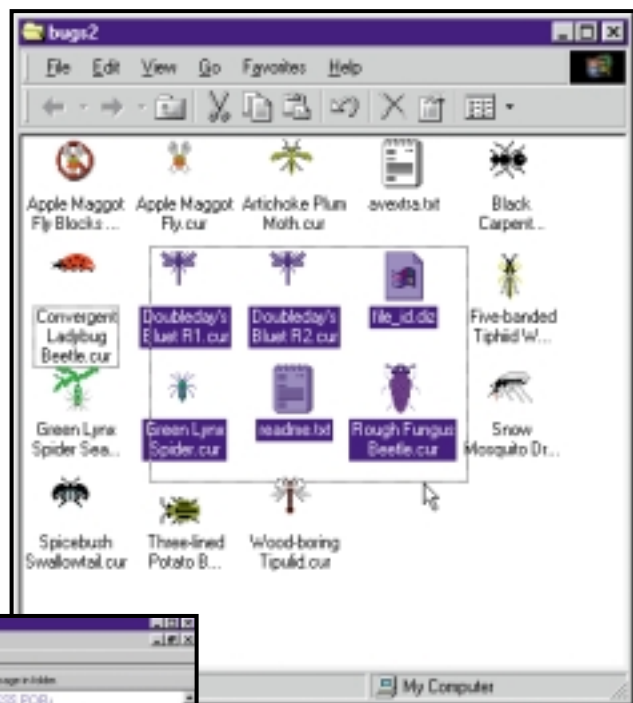 bugs2
File Edit View Go Favorites Help
Apple Maggot Fly Blocks ...
Apple Maggot Fly.cur
Artichoke Plum Moth.cur
avextra.txt
Black Carpent...
Convergent Ladybug Beetle.cur
Doubleday's Bluet R1.cur
Doubleday's Bluet R2.cur
file_id.diz
Five-banded Tiphiid W...
Green Lynx Spider Sea...
Green Lynx Spider.cur
readme.txt
Rough Fungus Beetle.cur
Snow Mosquito Dr...
Spicebush Swallowtail.cur
Three-lined Potato B...
Wood-boring Tipulid.cur
My Computer